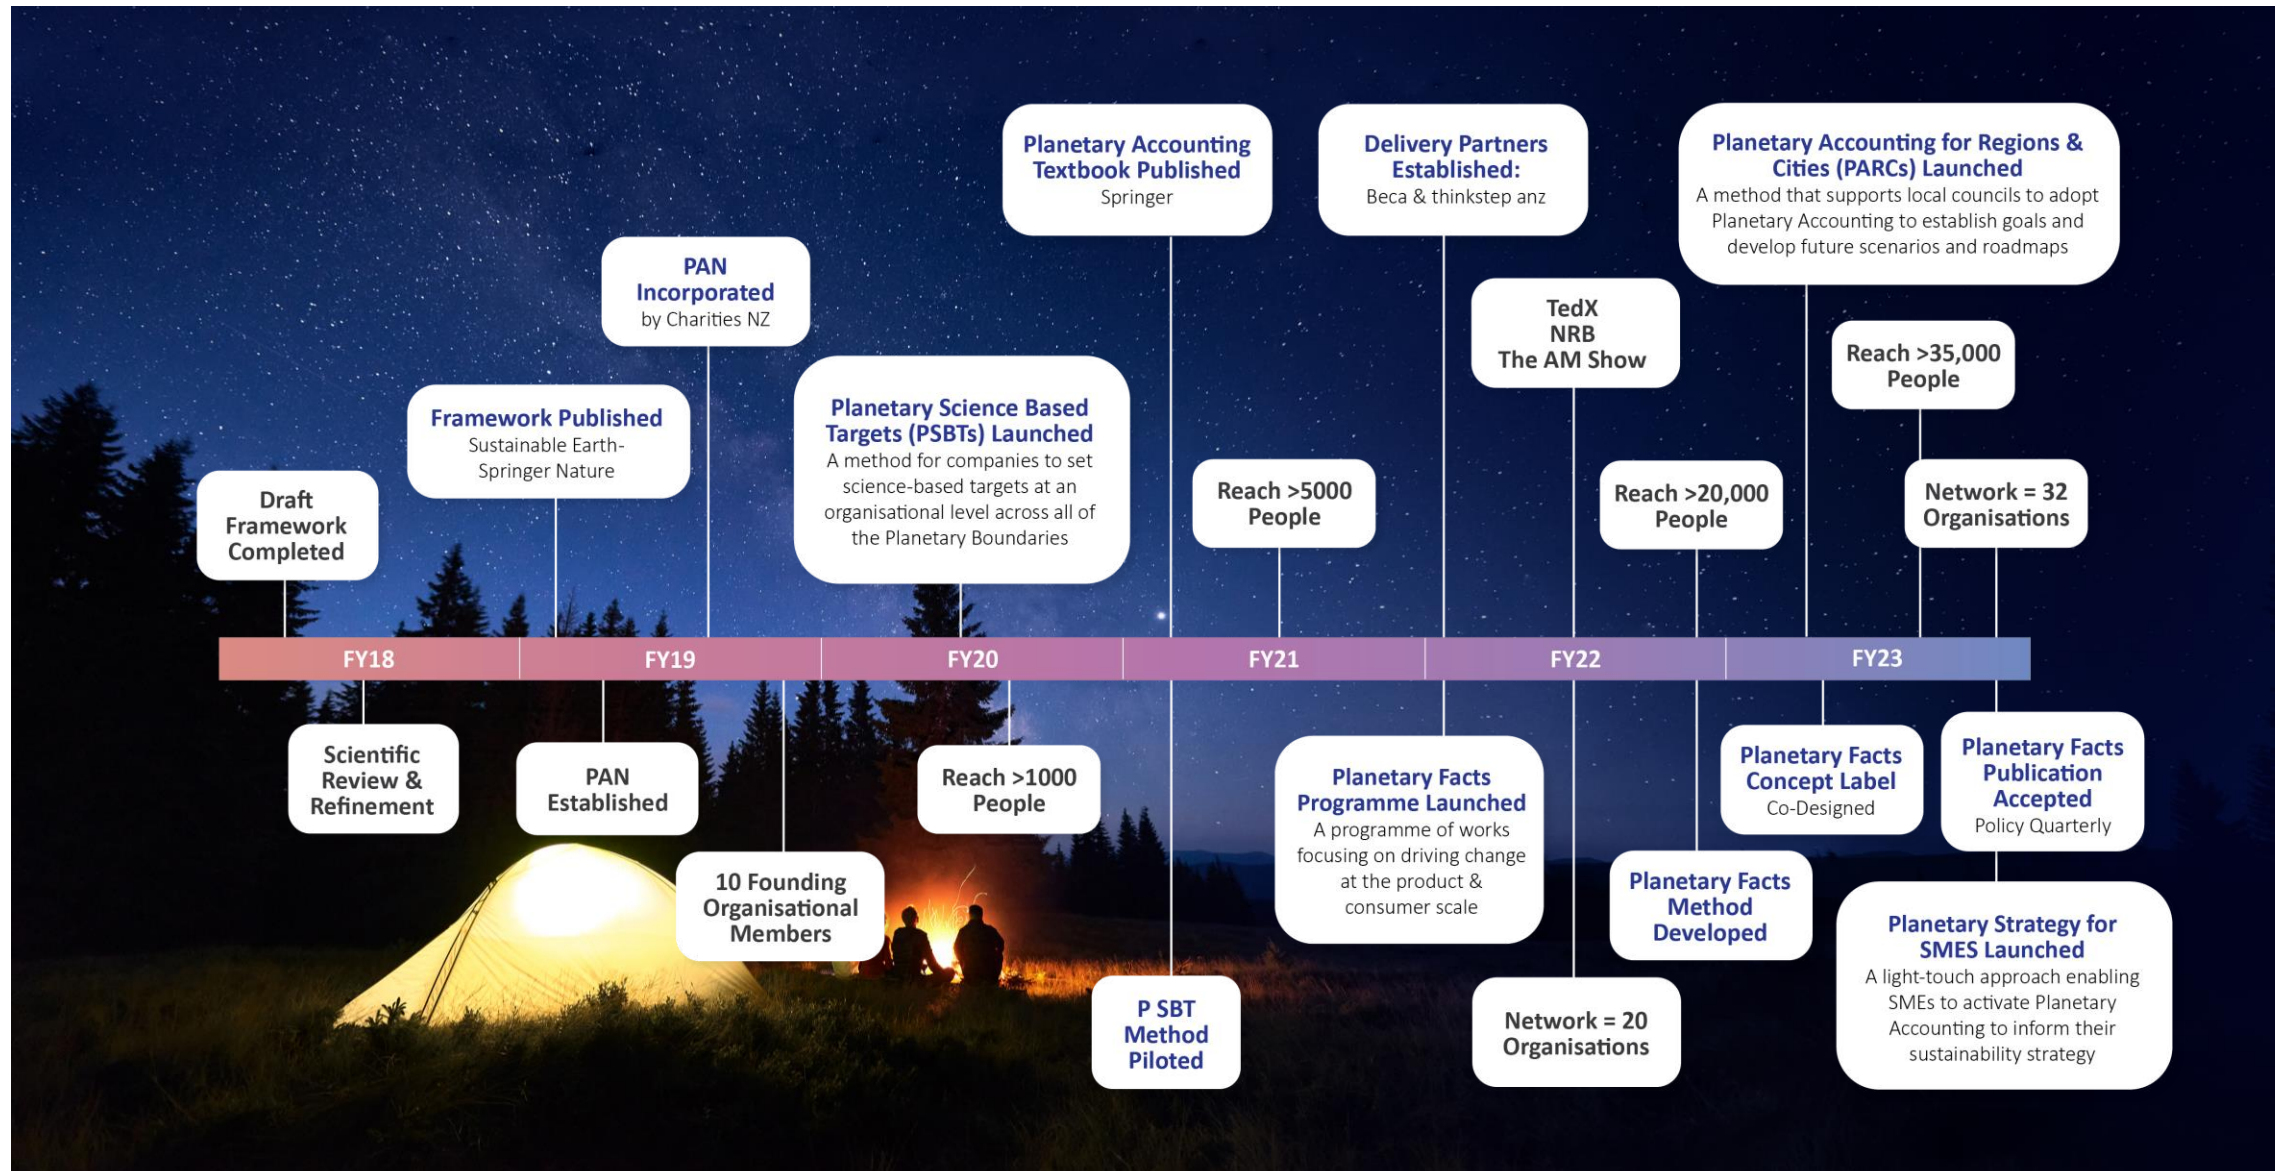 Draft
Framework
Completed
Framework Published
Sustainable Earth-
Springer Nature
PAN
Incorporated
by Charities NZ
Planetary Science Based
Targets (PSBTs) Launched
A method for companies to set
science-based targets at an
organisational level across all of
the Planetary Boundaries
Planetary Accounting
Textbook Published
Springer
Reach >5000
People
Delivery Partners
Established:
Beca & thinkstep anz
TedX
NRB
The AM Show
Reach >20,000
People
Planetary Accounting for Regions &
Cities (PARCs) Launched
A method that supports local councils to adopt
Planetary Accounting to establish goals and
develop future scenarios and roadmaps
Reach >35,000
People
Network = 32
Organisations
FY18
FY19
FY20
FY21
FY22
FY23
Scientific
Review &
Refinement
PAN
Established
10 Founding
Organisational
Members
Reach >1000
People
P SBT
Method
Piloted
Planetary Facts
Programme Launched
A programme of works
focusing on driving change
at the product &
consumer scale
Network = 20
Organisations
Planetary Facts
Method
Developed
Planetary Facts
Concept Label
Co-Designed
Planetary Facts
Publication
Accepted
Policy Quarterly
Planetary Strategy for
SMES Launched
A light-touch approach enabling
SMEs to activate Planetary
Accounting to inform their
sustainability strategy